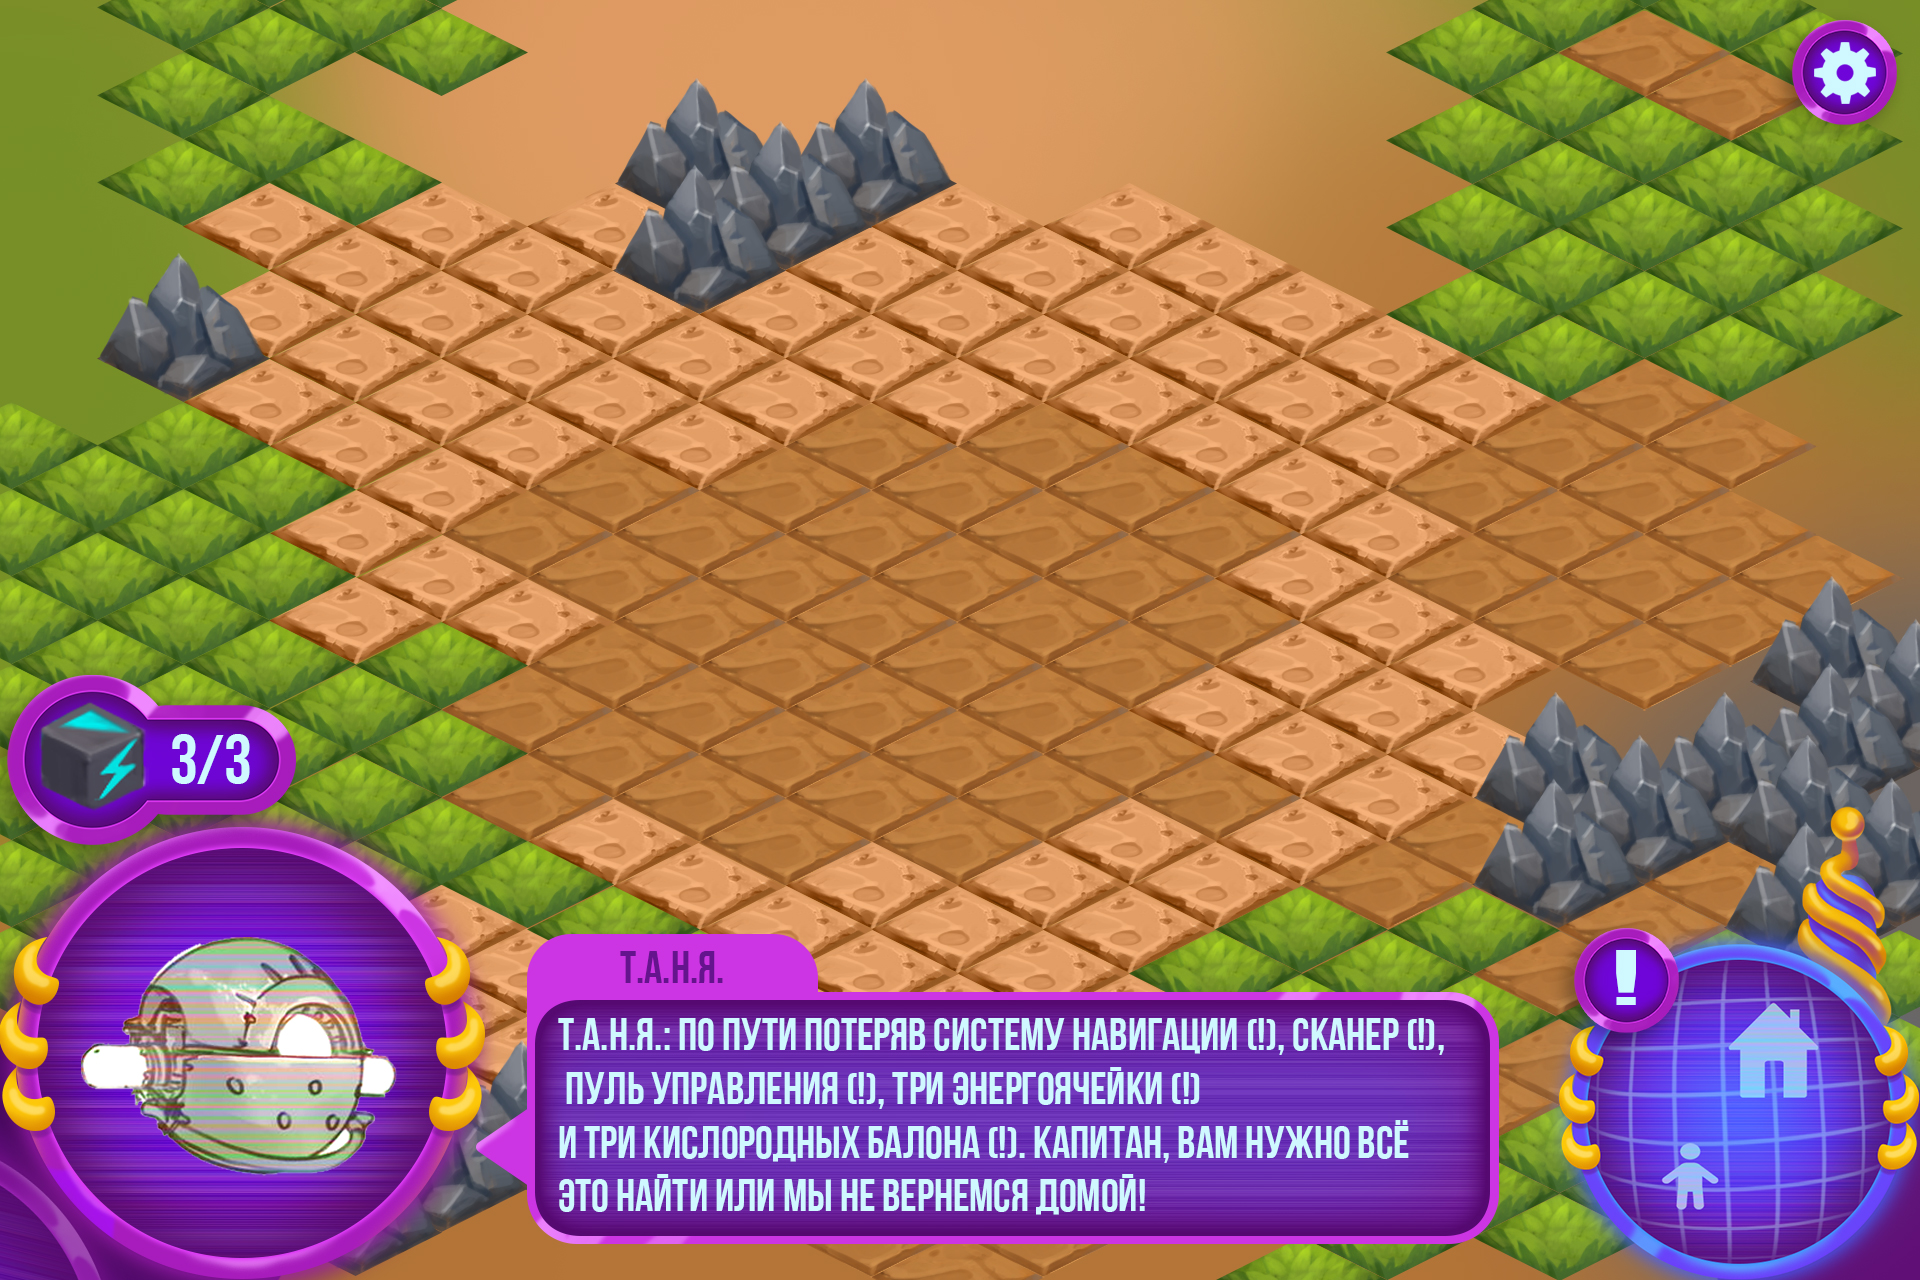 3/3
Т.А.Н.Я.
Т.А.Н.Я.: ПО ПУТИ ПОТЕРЯВ СИСТЕМУ НАВИГАЦИИ (!), СКАНЕР (!),
ПУЛЬ УПРАВЛЕНИЯ (!), ТРИ ЭНЕРГОЯЧЕЙКИ (!)
И ТРИ КИСЛОРОДНЫХ БАЛОНА (!). КАПИТАН, ВАМ НУЖНО ВСЁ
ЭТО НАЙТИ ИЛИ МЫ НЕ ВЕРНЕМСЯ ДОМОЙ!
!